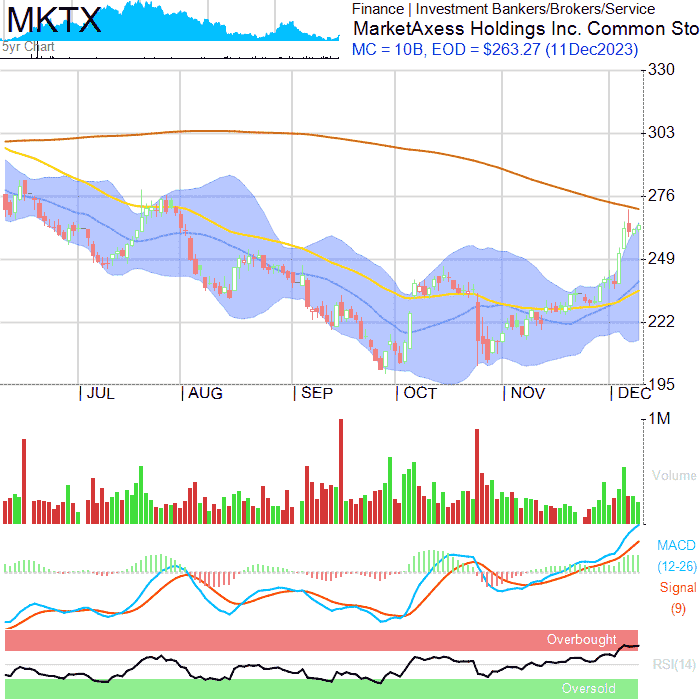 MKTX
5yr Chart
Finance | Investment Bankers/Brokers/Service
MarketAxess Holdings Inc. Common Sto
MC = 10B, EOD = $263.27 (11Dec2023)
330
303
276
249
222
195
JUL
AUG
SEP
OCT
NOV
DEC
1M
Volume
MACD
(12-26)
Signal
(9)
Overbought
RSI(14)
Oversold